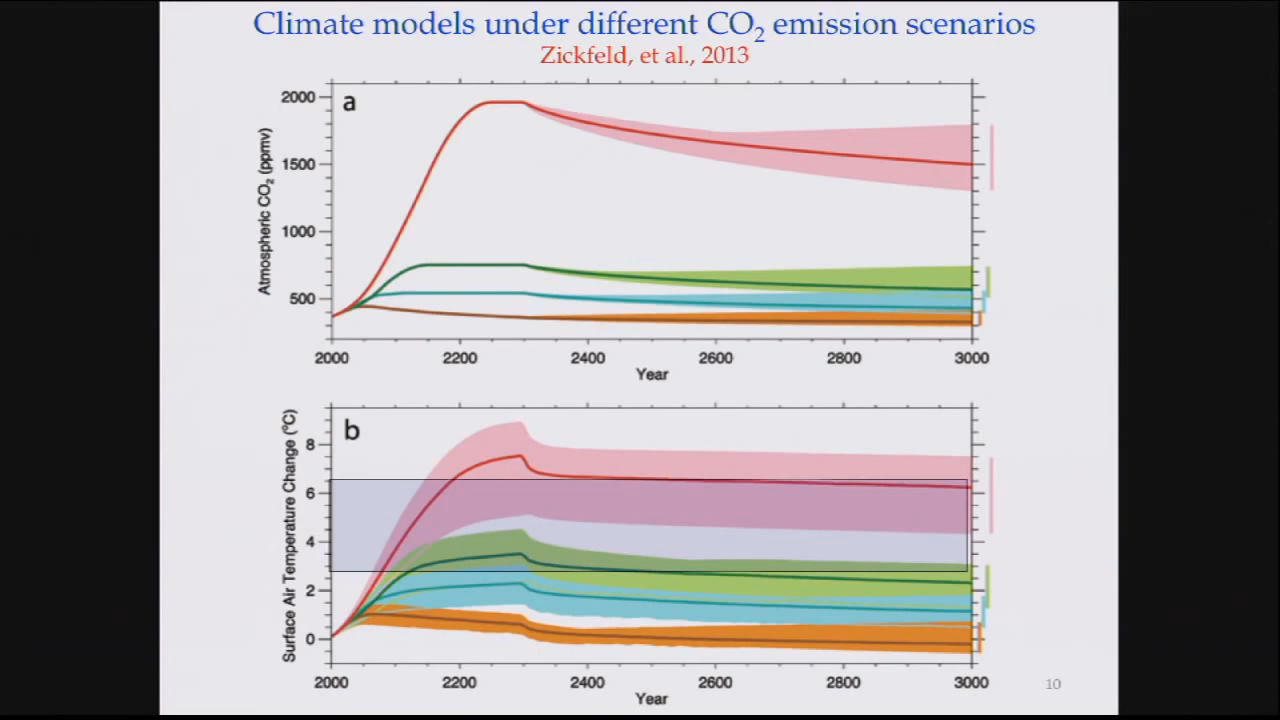 Climate models under different CO₂ emission scenarios
Zickfeld, et al., 2013
a
Atmospheric CO₂ (ppmv)
2000
1500
1000
500
2000 2200 2400 2600 2800 3000
Year
b
Surface Air Temperature Change (°C)
8
6
4
2
0
2000 2200 2400 2600 2800 3000
Year
10